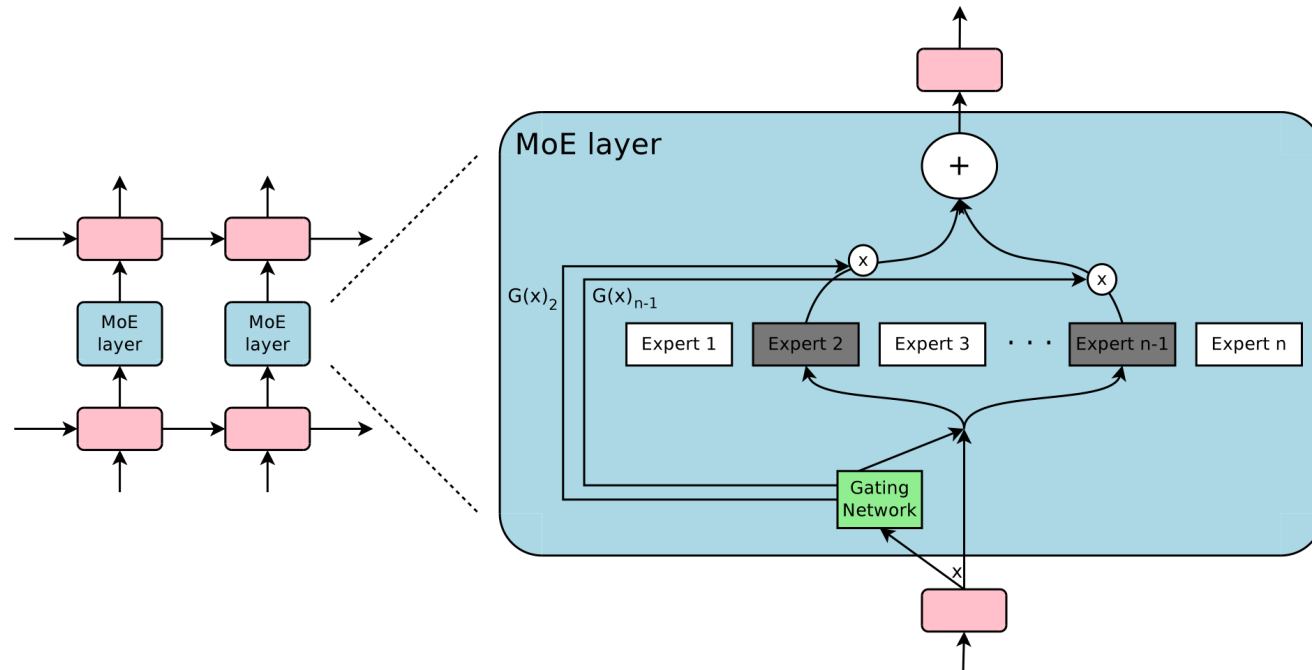 MoE
layer
MoE
layer
MoE layer
+
x
x
G(x)₂
G(x)ₙ₋₁
Expert 1
Expert 2
Expert 3
. . .
Expert n-1
Expert n
Gating
Network
x